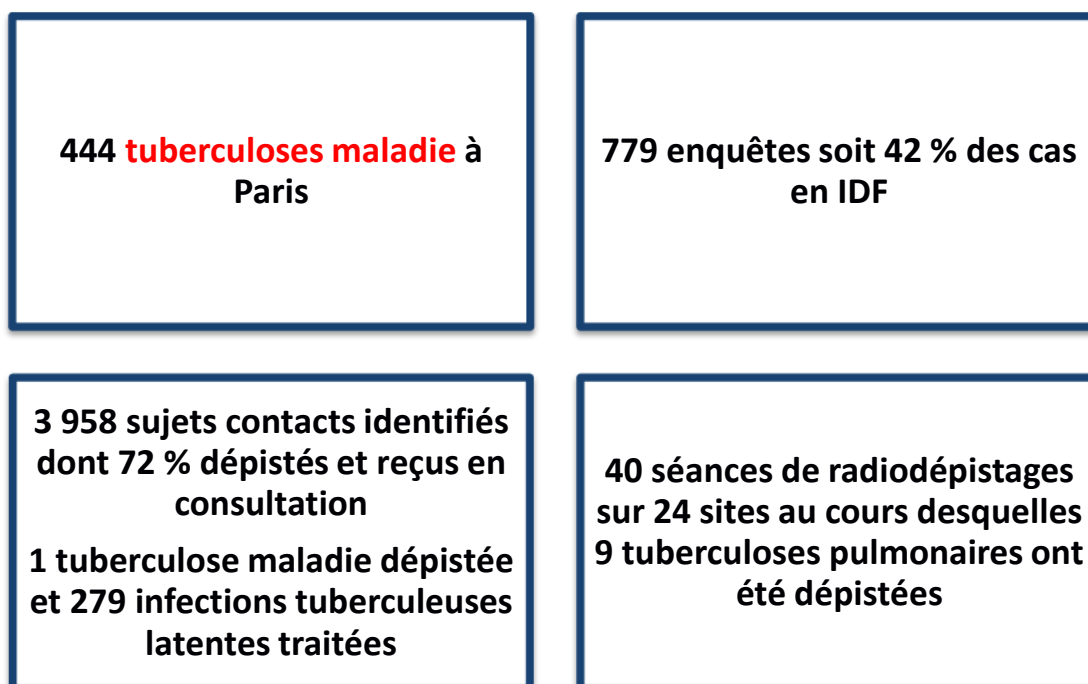 444 tuberculoses maladie à
Paris
779 enquêtes soit 42 % des cas
en IDF
3 958 sujets contacts identifiés
dont 72 % dépistés et reçus en
consultation
1 tuberculose maladie dépistée
et 279 infections tuberculeuses
latentes traitées
40 séances de radiodépistages
sur 24 sites au cours desquelles
9 tuberculoses pulmonaires ont
été dépistées